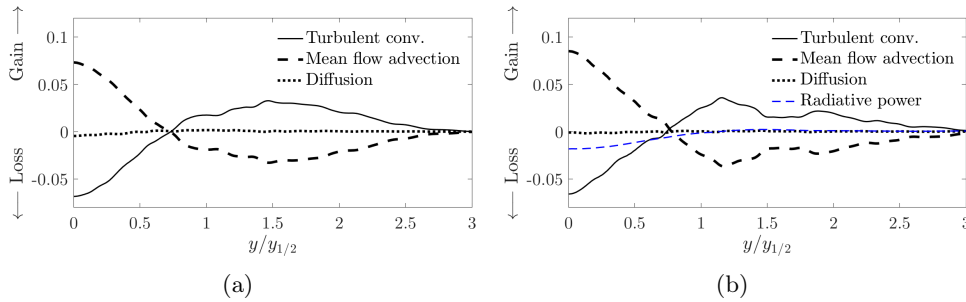 Gain ⟶
⟵ Loss
0.1
0.05
0
-0.05
Turbulent conv.
Mean flow advection
Diffusion
0 0.5 1 1.5 2 2.5 3
y/y1/2
(a)
Gain ⟶
⟵ Loss
0.1
0.05
0
-0.05
Turbulent conv.
Mean flow advection
Diffusion
Radiative power
0 0.5 1 1.5 2 2.5 3
y/y1/2
(b)